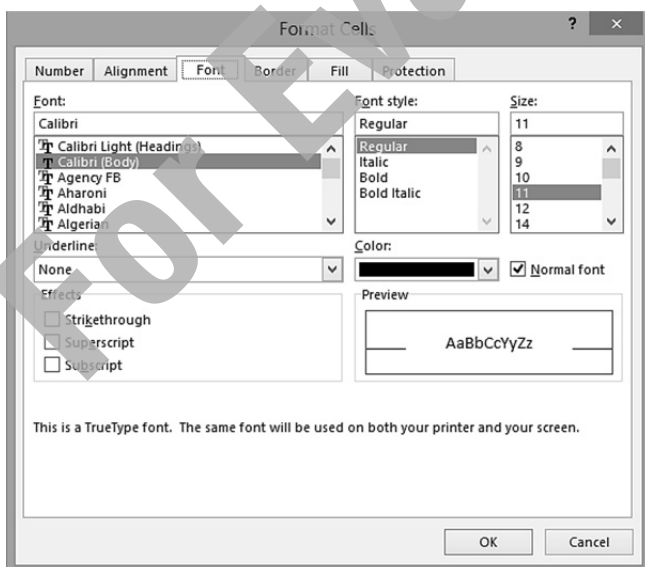 Format Cells ? ×
Number Alignment Font Border Fill Protection
Font: Font style: Size:
Calibri Regular 11
Calibri Light (Headings) Regular 8
Calibri (Body) Italic 9
Agency FB Bold 10
Aharoni Bold Italic 11
Aldhabi 12
Algerian 14
Underline: Color:
None Normal font
Effects Preview
Strikethrough
Superscript AaBbCcYyZz
Subscript
This is a TrueType font. The same font will be used on both your printer and your screen.
OK Cancel
For Eva